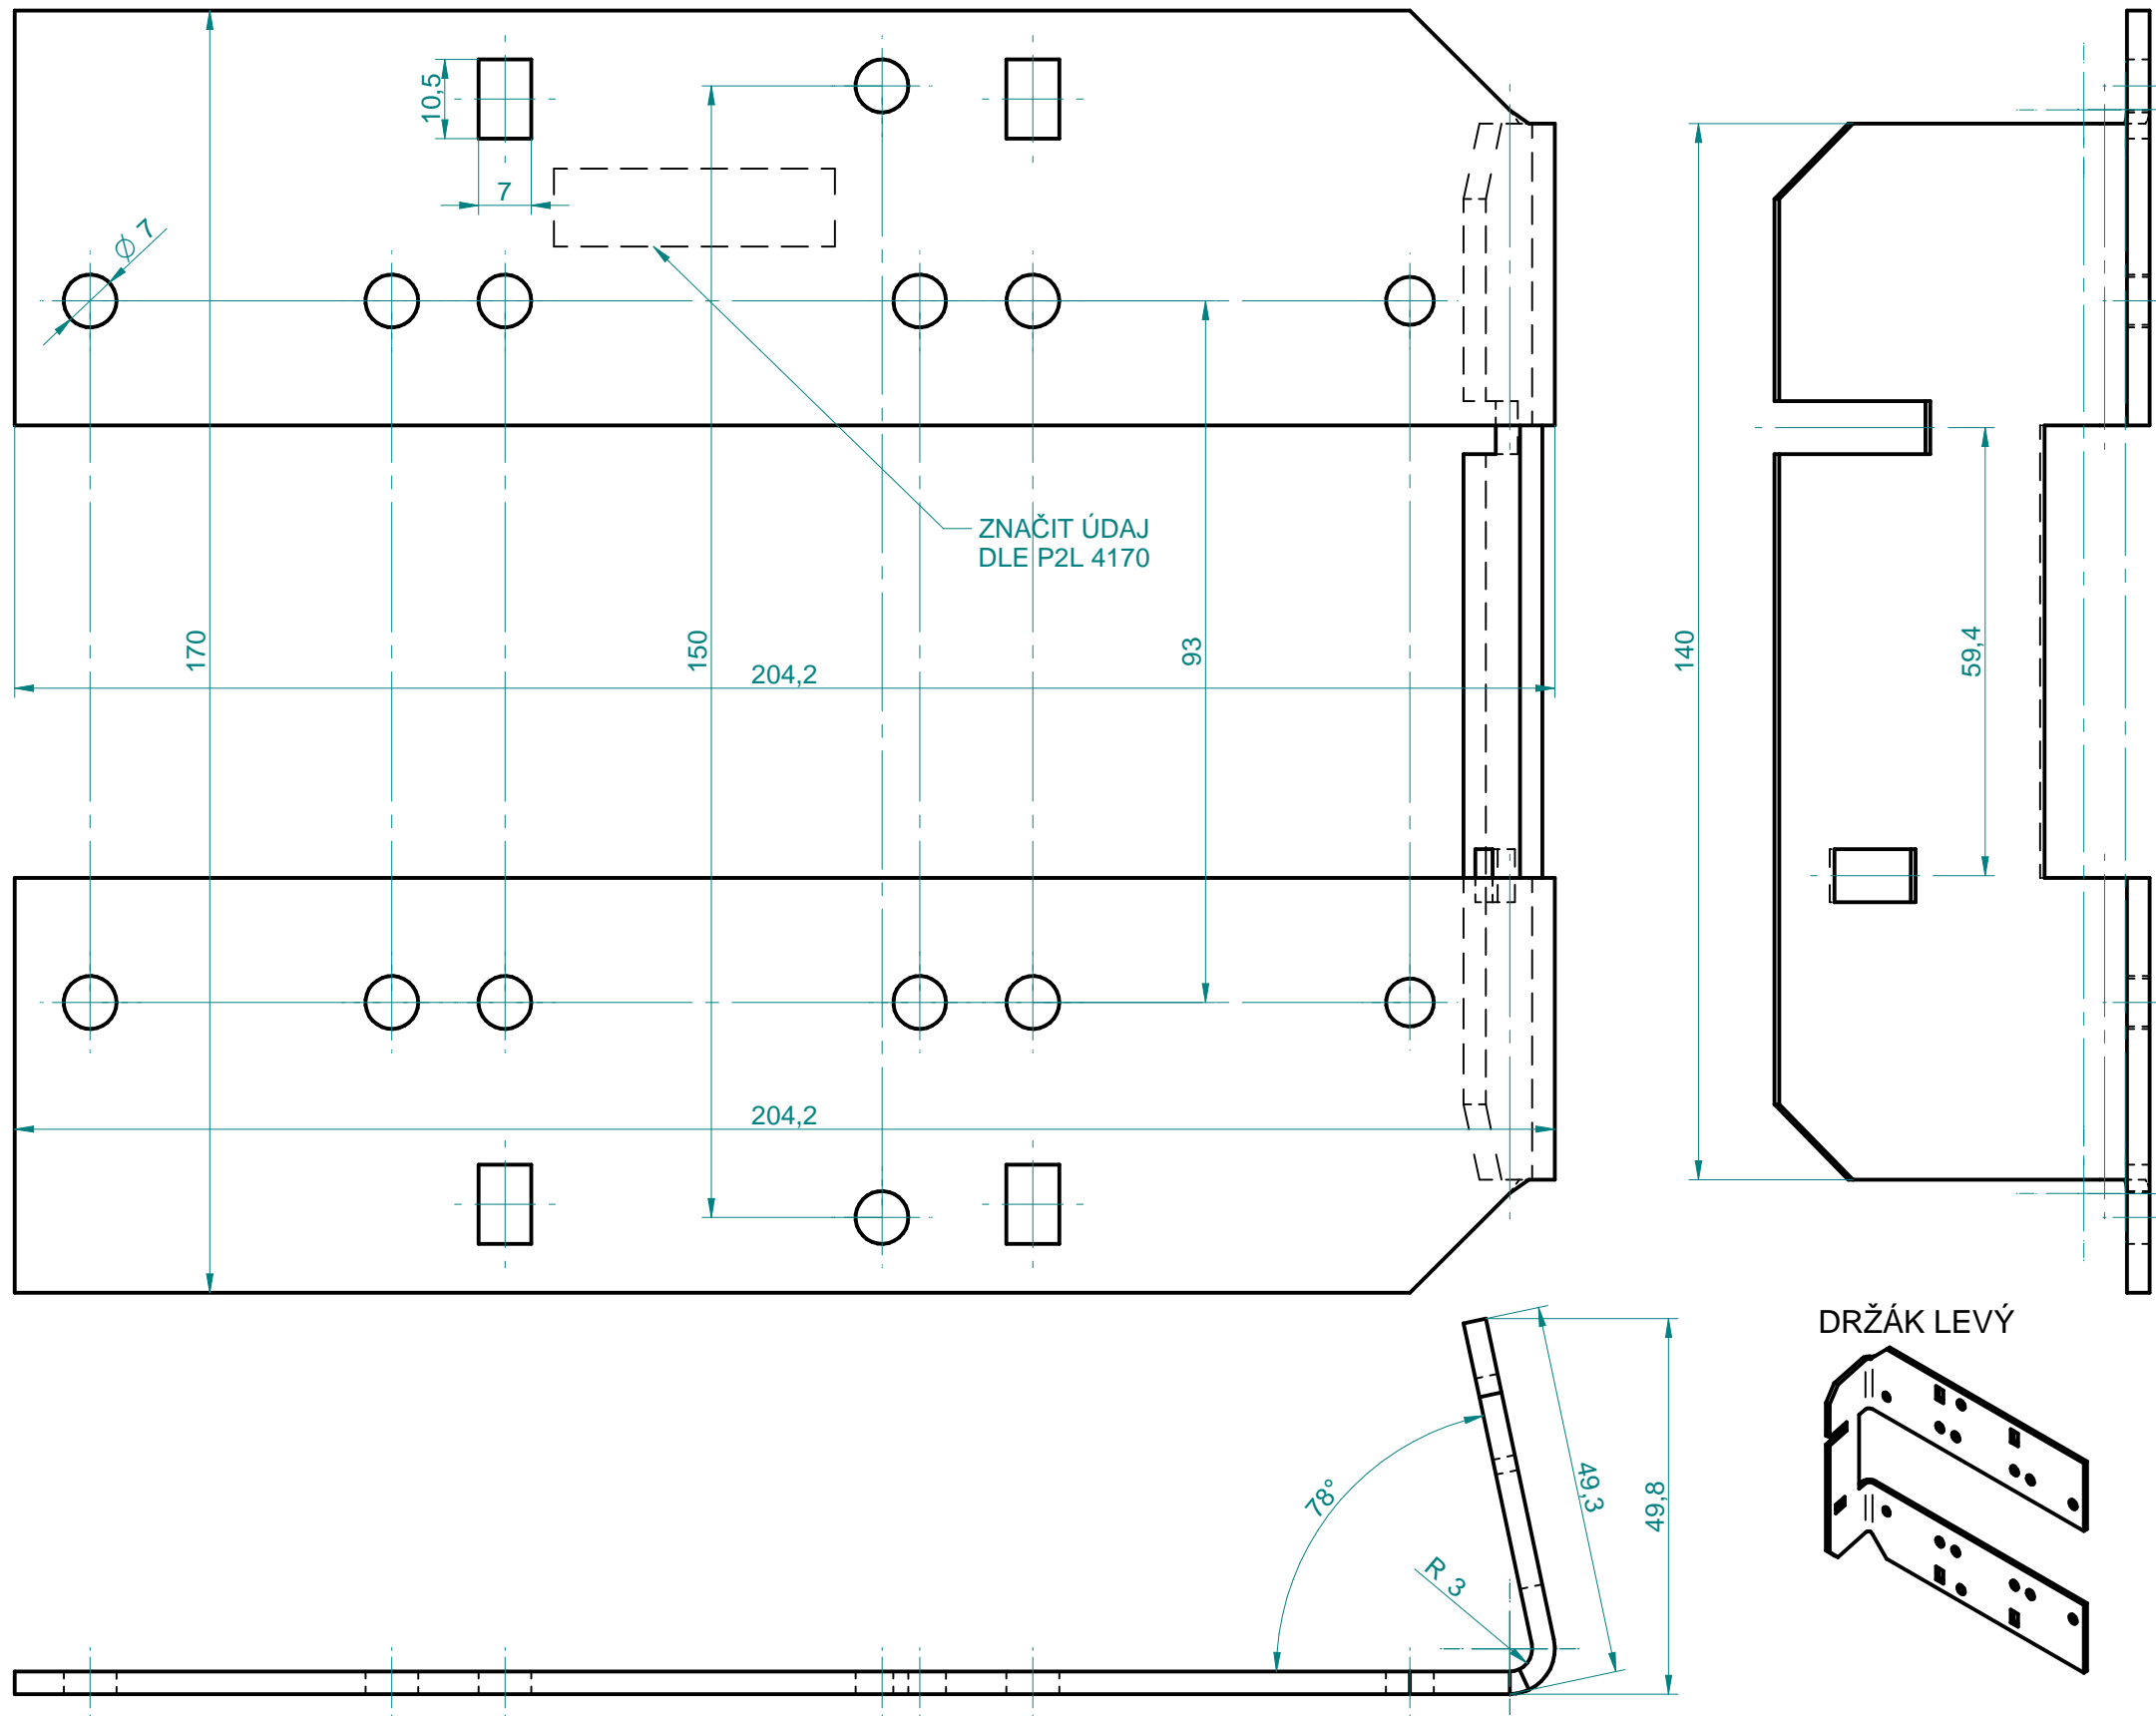 10,5
7
ϕ 7
ZNAČIT ÚDAJ
DLE P2L 4170
170
150
93
204,2
140
59,4
204,2
DRŽÁK LEVÝ
78°
49,3
49,8
R 3